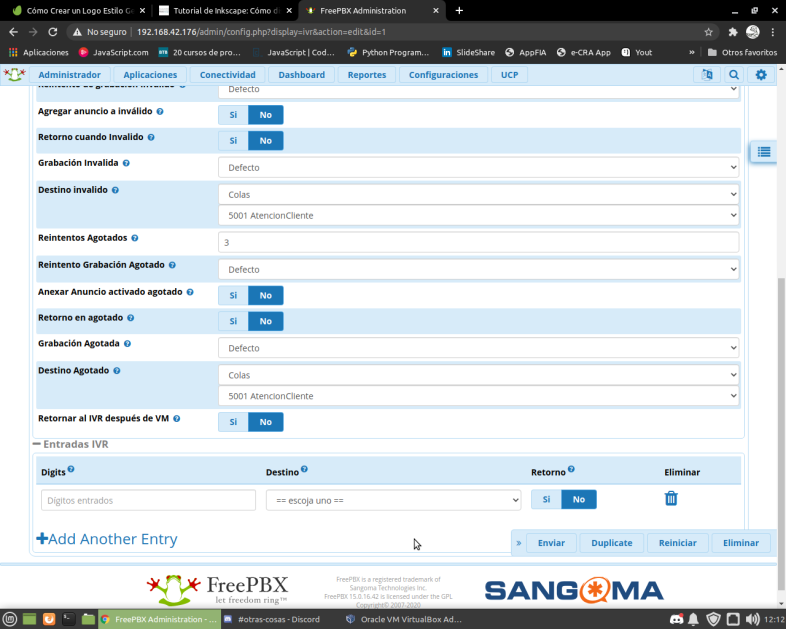 Cómo Crear un Logo Estilo G
Tutorial de Inkscape: Cómo d
FreePBX Administration
No seguro
192.168.42.176/admin/config.php?display=ivr&action=edit&id=1
Aplicaciones
JavaScript.com
20 cursos de pro...
JavaScript | Cod...
Python Program...
SlideShare
AppFIA
e-CRA App
Yout
»
Otros favoritos
Administrador
Aplicaciones
Conectividad
Dashboard
Reportes
Configuraciones
UCP
Reintento de grabación inválido
Defecto
Agregar anuncio a inválido
Si
No
Retorno cuando Invalido
Si
No
Grabación Invalida
Defecto
Destino invalido
Colas
5001 AtencionCliente
Reintentos Agotados
3
Reintento Grabación Agotado
Defecto
Anexar Anuncio activado agotado
Si
No
Retorno en agotado
Si
No
Grabación Agotada
Defecto
Destino Agotado
Colas
5001 AtencionCliente
Retornar al IVR después de VM
Si
No
Entradas IVR
Digits
Destino
Retorno
Eliminar
Dígitos entrados
== escoja uno ==
Si
No
Add Another Entry
»
Enviar
Duplicate
Reiniciar
Eliminar
FreePBX
let freedom ring™
FreePBX is a registered trademark of
Sangoma Technologies Inc.
FreePBX 15.0.16.42 is licensed under the GPL
Copyright© 2007-2020
SANGOMA
FreePBX Administration - ...
#otras-cosas - Discord
Oracle VM VirtualBox Ad...
12:12